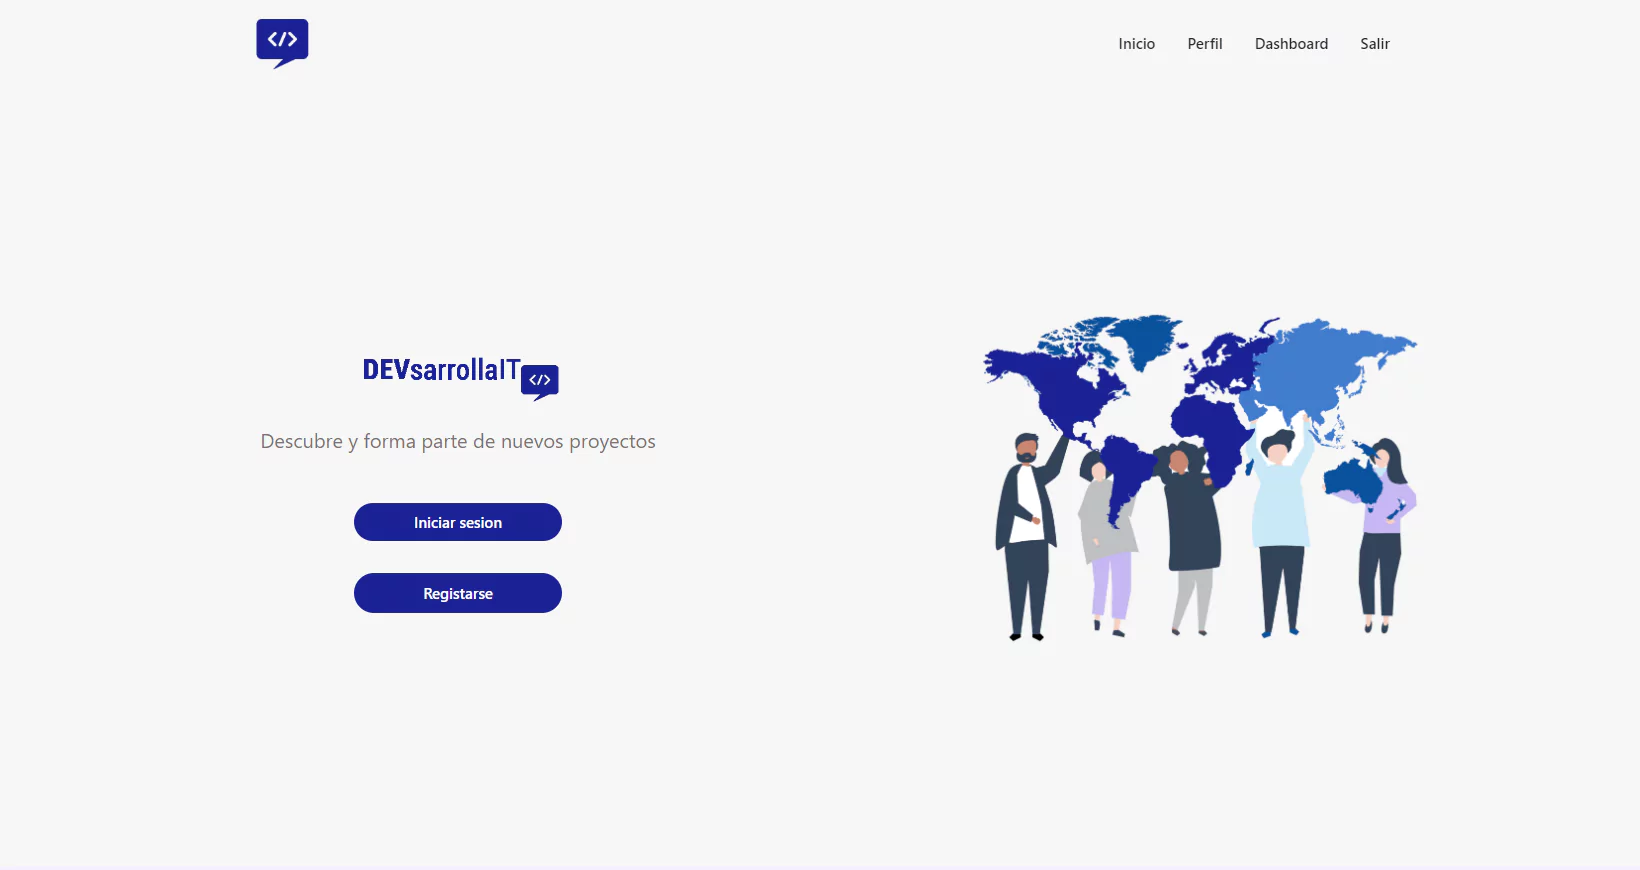 </>
Inicio Perfil Dashboard Salir
DEVsarrollaIT </>
Descubre y forma parte de nuevos proyectos
Iniciar sesion
Registarse